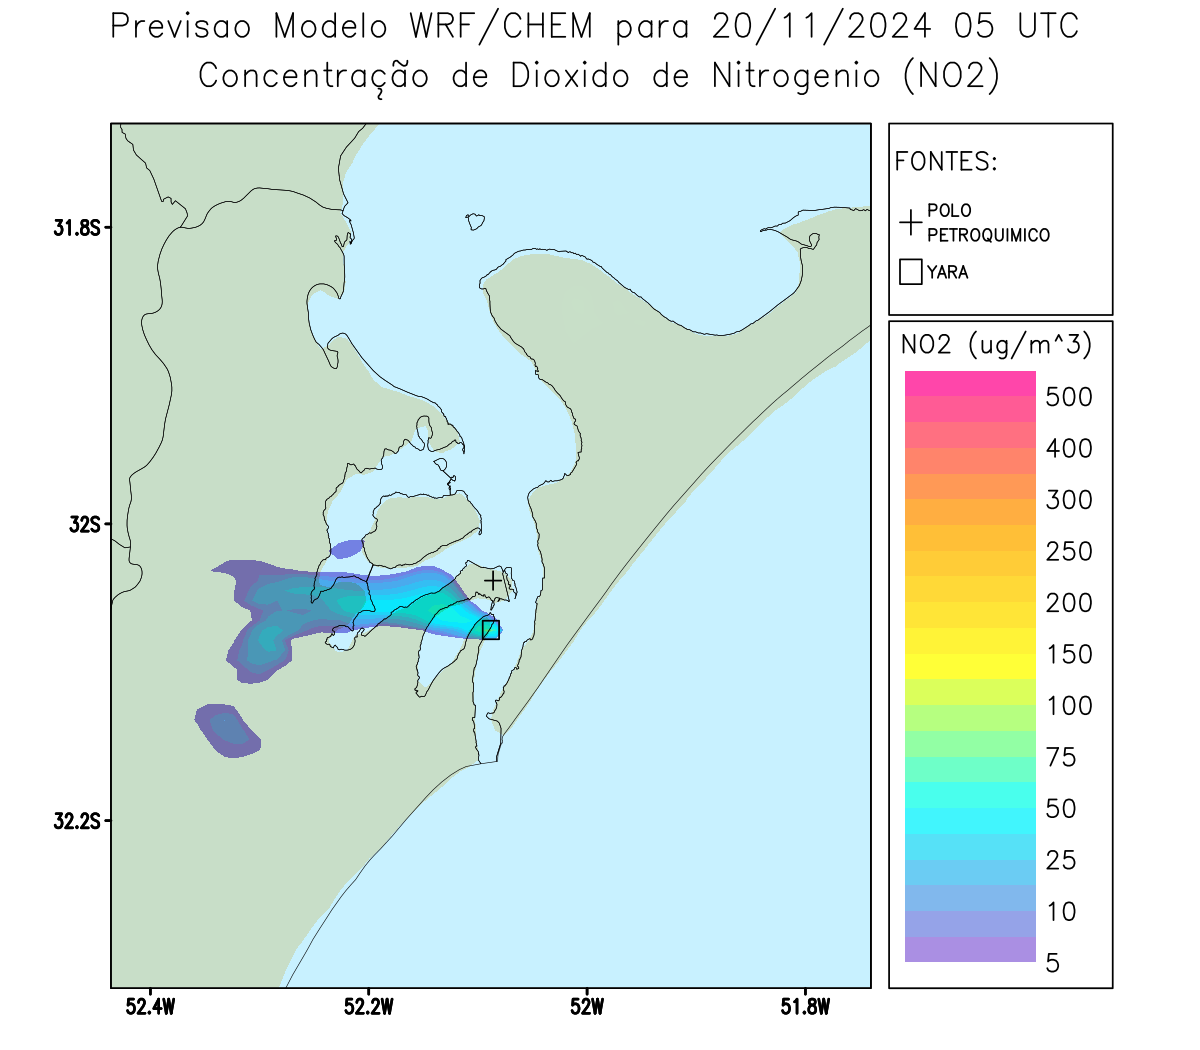 Previsao Modelo WRF/CHEM para 20/11/2024 05 UTC
Concentração de Dioxido de Nitrogenio (NO2)
FONTES:
POLO
PETROQUIMICO
YARA
NO2 (ug/m^3)
500
400
300
250
200
150
100
75
50
25
10
5
31.8S
32S
32.2S
52.4W
52.2W
52W
51.8W